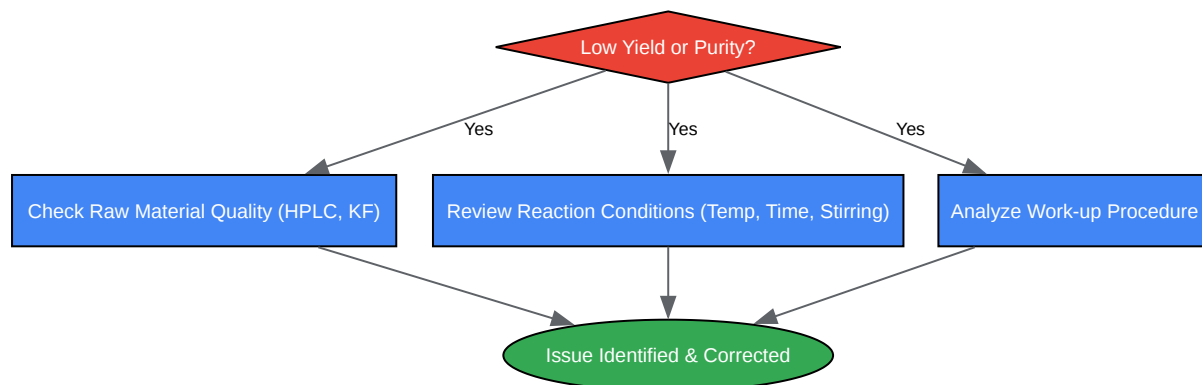 Low Yield or Purity?
Yes
Yes
Yes
Check Raw Material Quality (HPLC, KF)
Review Reaction Conditions (Temp, Time, Stirring)
Analyze Work-up Procedure
Issue Identified & Corrected